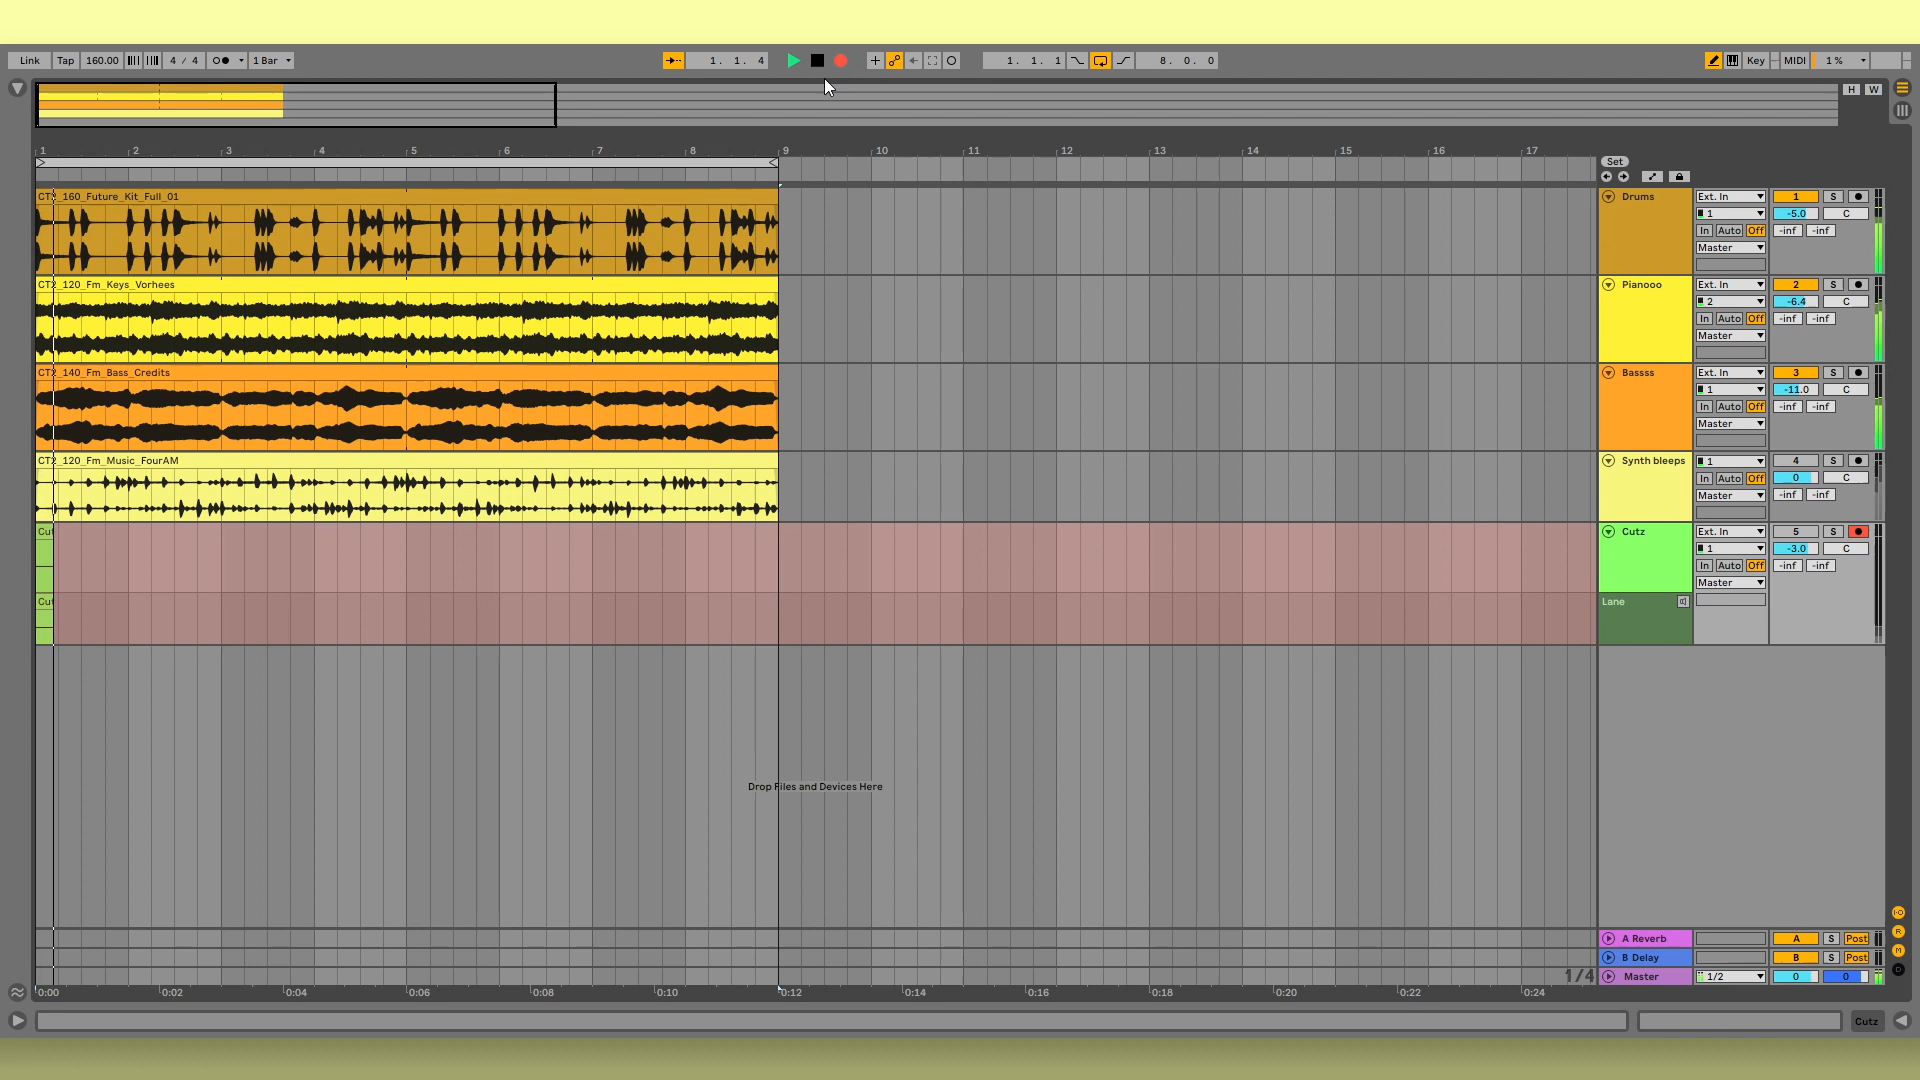 Link Tap 160.00 4 / 4 1 Bar 1. 1. 4 1. 1. 1 8. 0. 0 Key MIDI 1 %
H W
1 2 3 4 5 6 7 8 9 10 11 12 13 14 15 16 17
Set
CT2_160_Future_Kit_Full_01 Drums Ext. In 1 S
1 -5.0 C
In Auto Off -inf -inf
Master
CT2_120_Fm_Keys_Vorhees Pianooo Ext. In 2 S
2 -6.4 C
In Auto Off -inf -inf
Master
CT2_140_Fm_Bass_Credits Bassss Ext. In 3 S
1 -11.0 C
In Auto Off -inf -inf
Master
CT2_120_Fm_Music_FourAM Synth bleeps 1 4 S
In Auto Off 0 C
Master -inf -inf
Cut Cutz Ext. In 5 S
1 -3.0 C
In Auto Off -inf -inf
Master
Cut Lane
Drop Files and Devices Here
I-O
A Reverb A S Post
R
M
B Delay B S Post
D
1/4 Master 1/2 0 0
0:00 0:02 0:04 0:06 0:08 0:10 0:12 0:14 0:16 0:18 0:20 0:22 0:24
Cutz